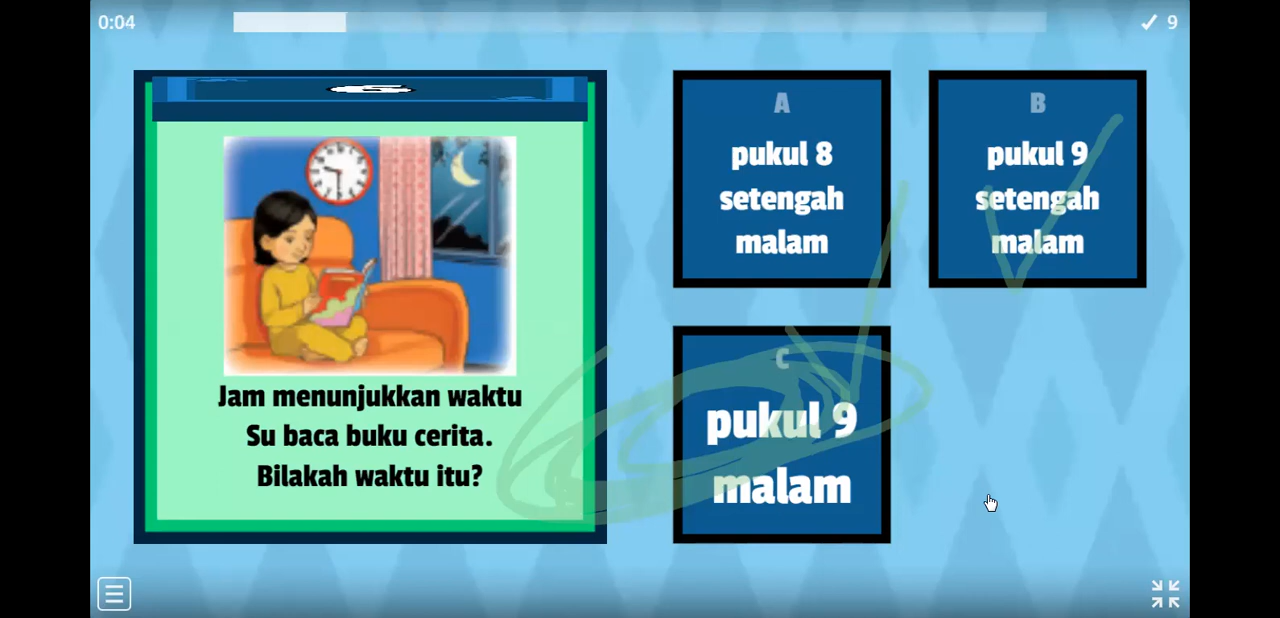 0:04
9
Jam menunjukkan waktu
Su baca buku cerita.
Bilakah waktu itu?
A
pukul 8
setengah
malam
B
pukul 9
setengah
malam
C
pukul 9
malam